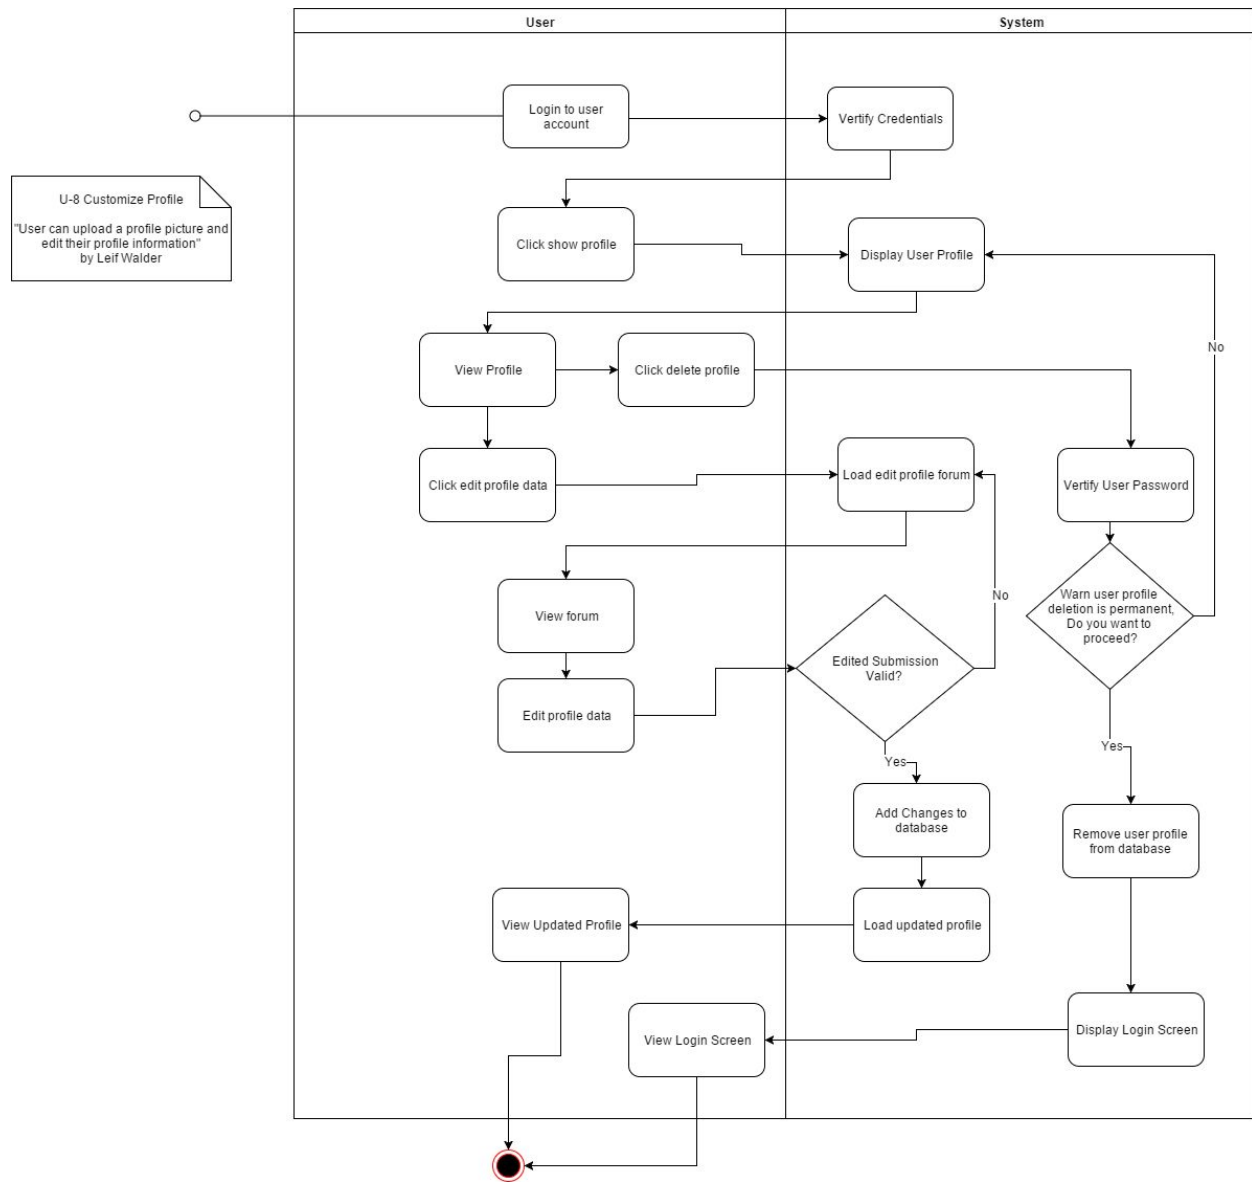 User
System
Login to user
account
Vertify Credentials
U-8 Customize Profile
"User can upload a profile picture and
edit their profile information"
by Leif Walder
Click show profile
Display User Profile
No
View Profile
Click delete profile
Click edit profile data
Load edit profile forum
Vertify User Password
View forum
No
Warn user profile
deletion is permanent,
Do you want to
proceed?
Edited Submission
Valid?
Edit profile data
Yes
Yes
Add Changes to
database
Remove user profile
from database
View Updated Profile
Load updated profile
View Login Screen
Display Login Screen